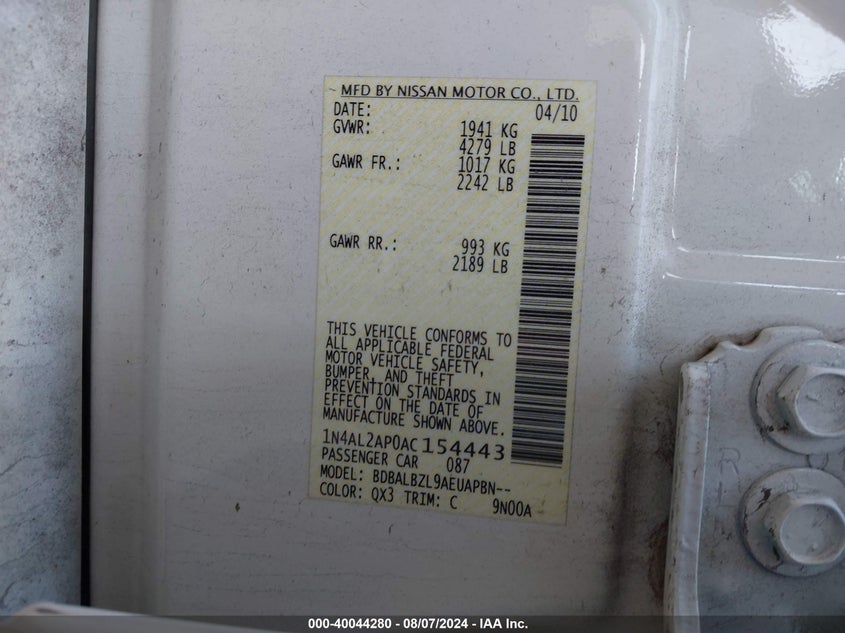 MFD BY NISSAN MOTOR CO., LTD.
DATE: 04/10
GVWR: 1941 KG
4279 LB
GAWR FR.: 1017 KG
2242 LB
GAWR RR.: 993 KG
2189 LB
THIS VEHICLE CONFORMS TO
ALL APPLICABLE FEDERAL
MOTOR VEHICLE SAFETY,
BUMPER, AND THEFT
PREVENTION STANDARDS IN
EFFECT ON THE DATE OF
MANUFACTURE SHOWN ABOVE.
1N4AL2AP0AC154443
PASSENGER CAR 087
MODEL: BDBALBZL9AEUAPBN--
COLOR: QX3 TRIM: C 9N00A
R
L
000-40044280 - 08/07/2024 - IAA Inc.